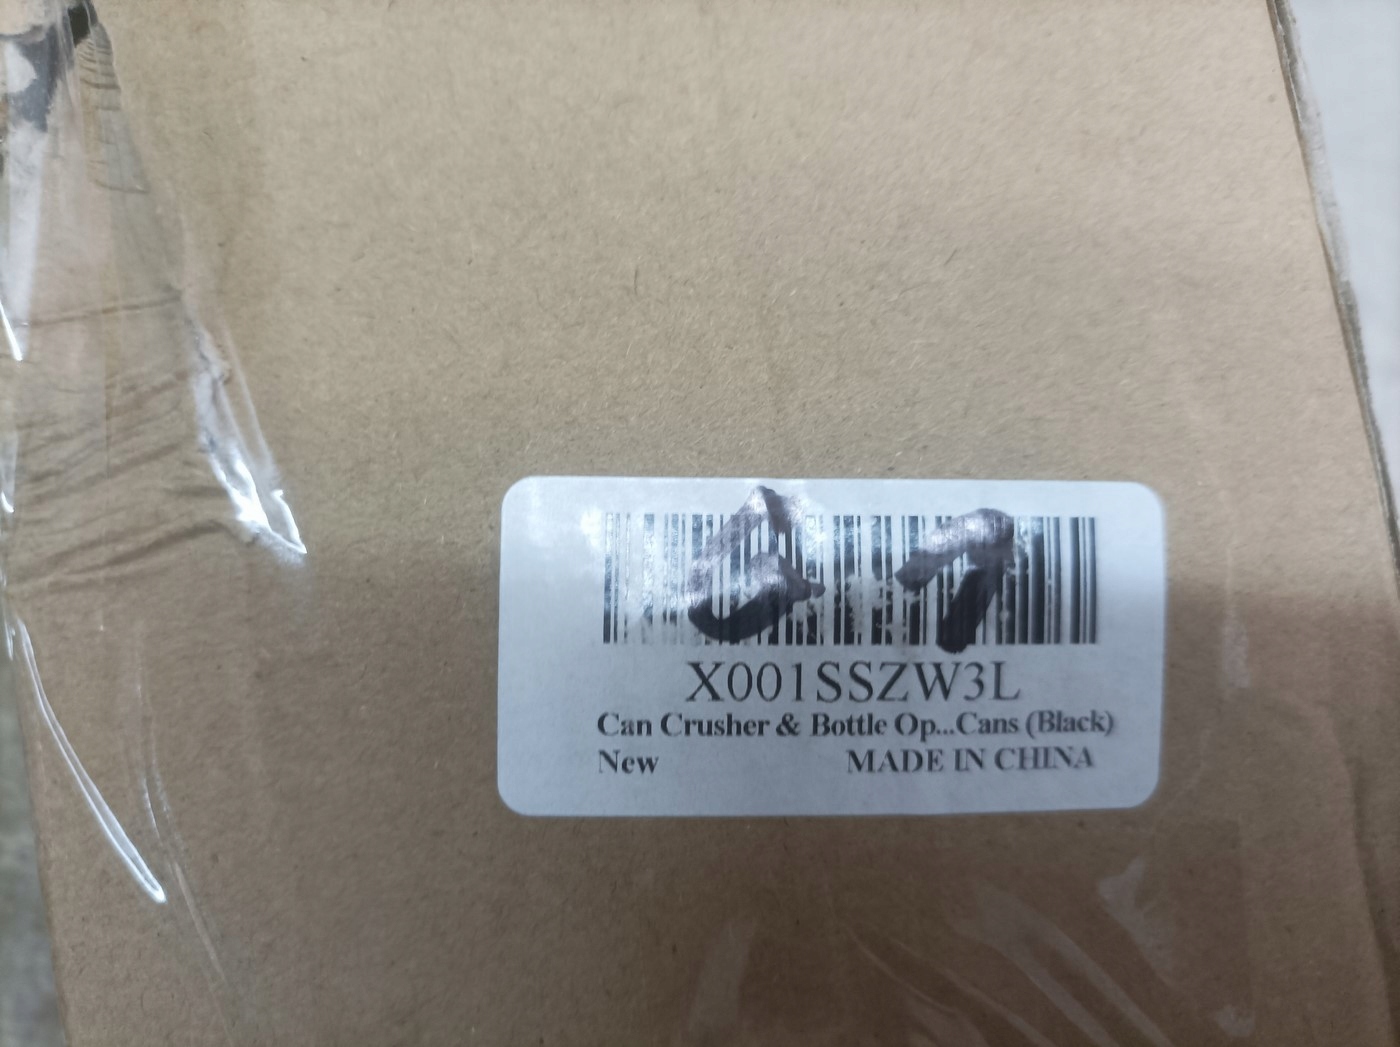 X001SSZW3L
Can Crusher & Bottle Op...Cans (Black)
New MADE IN CHINA